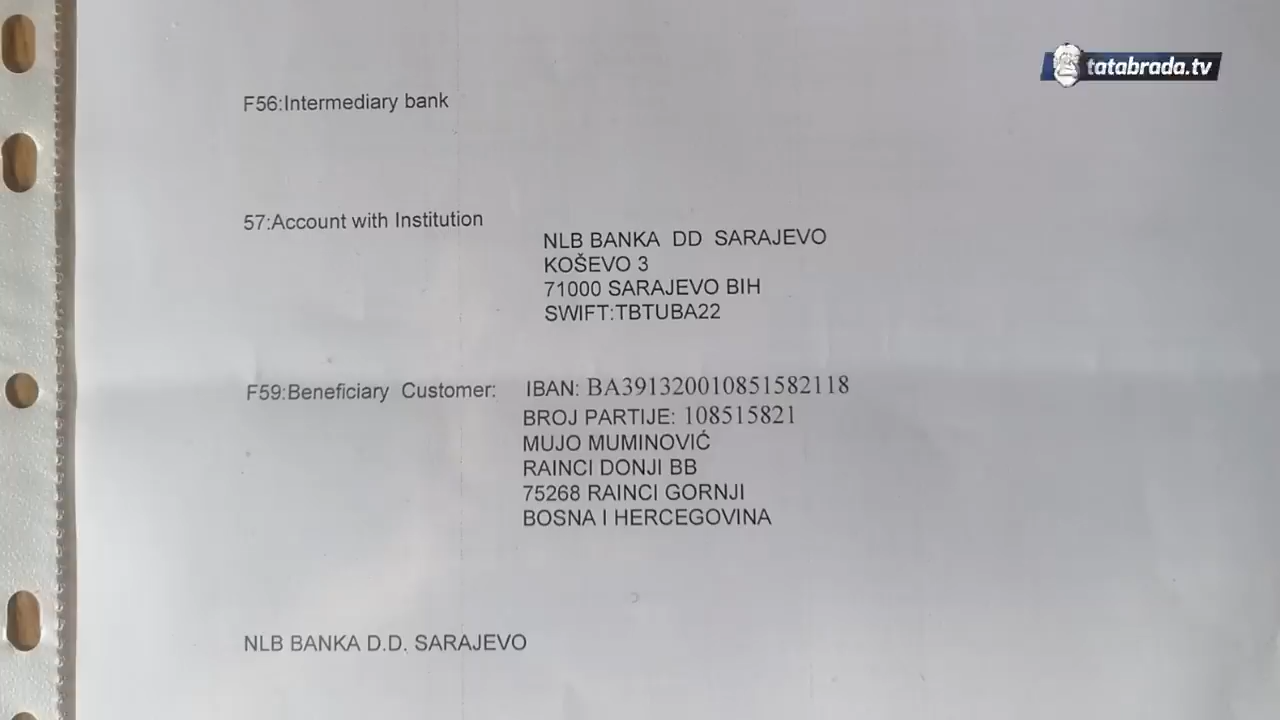 tatabrada.tv
F56:Intermediary bank
57:Account with Institution
NLB BANKA DD SARAJEVO
KOŠEVO 3
71000 SARAJEVO BIH
SWIFT:TBTUBA22
F59:Beneficiary Customer: IBAN: BA391320010851582118
BROJ PARTIJE: 108515821
MUJO MUMINOVIĆ
RAINCI DONJI BB
75268 RAINCI GORNJI
BOSNA I HERCEGOVINA
NLB BANKA D.D. SARAJEVO